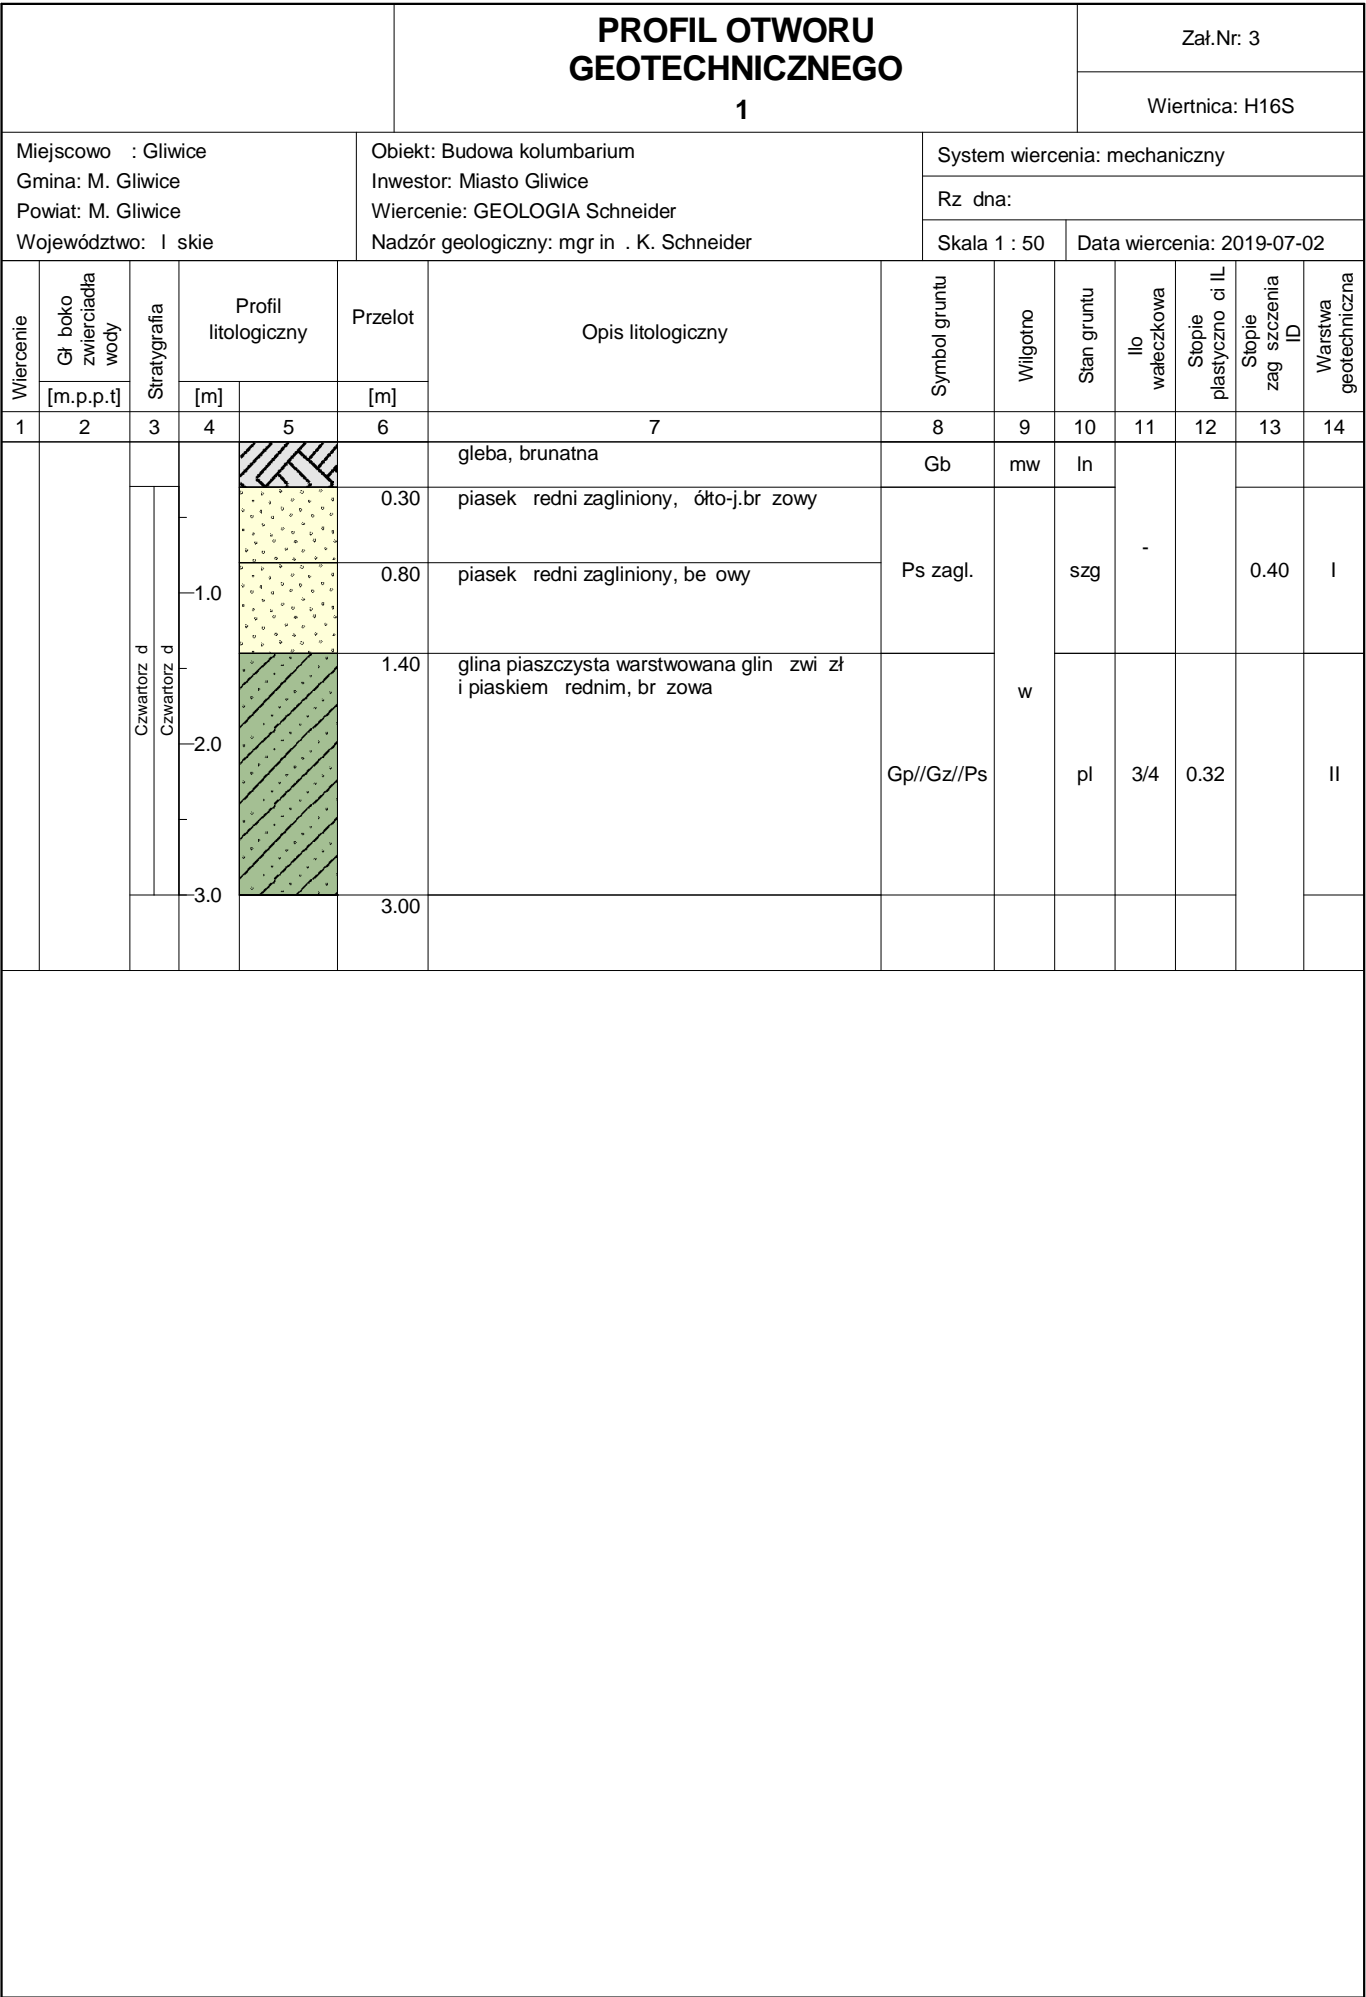 PROFIL OTWORU
GEOTECHNICZNEGO
1
Zał.Nr: 3
Wiertnica: H16S
Miejscowo : Gliwice
Gmina: M. Gliwice
Powiat: M. Gliwice
Województwo: l skie
Obiekt: Budowa kolumbarium
Inwestor: Miasto Gliwice
Wiercenie: GEOLOGIA Schneider
Nadzór geologiczny: mgr in . K. Schneider
System wiercenia: mechaniczny
Rz dna:
Skala 1 : 50
Data wiercenia: 2019-07-02
Wiercenie
Gł boko
zwierciadła
wody
[m.p.p.t]
Stratygrafia
Profil
litologiczny
[m]
Przelot
[m]
Opis litologiczny
Symbol gruntu
Wilgotno
Stan gruntu
Ilo
wałeczkowa
Stopie
plastyczno ci IL
Stopie
zag szczenia
ID
Warstwa
geotechniczna
1 2 3 4 5 6 7 8 9 10 11 12 13 14
gleba, brunatna
Gb mw ln
0.30 piasek redni zagliniony, ółto-j.br zowy
-
0.80 piasek redni zagliniony, be owy
Ps zagl. szg 0.40 I
1.0
Czwartorz d
Czwartorz d
1.40 glina piaszczysta warstwowana glin zwi zł
i piaskiem rednim, br zowa
w
2.0
Gp//Gz//Ps pl 3/4 0.32 II
3.0
3.00